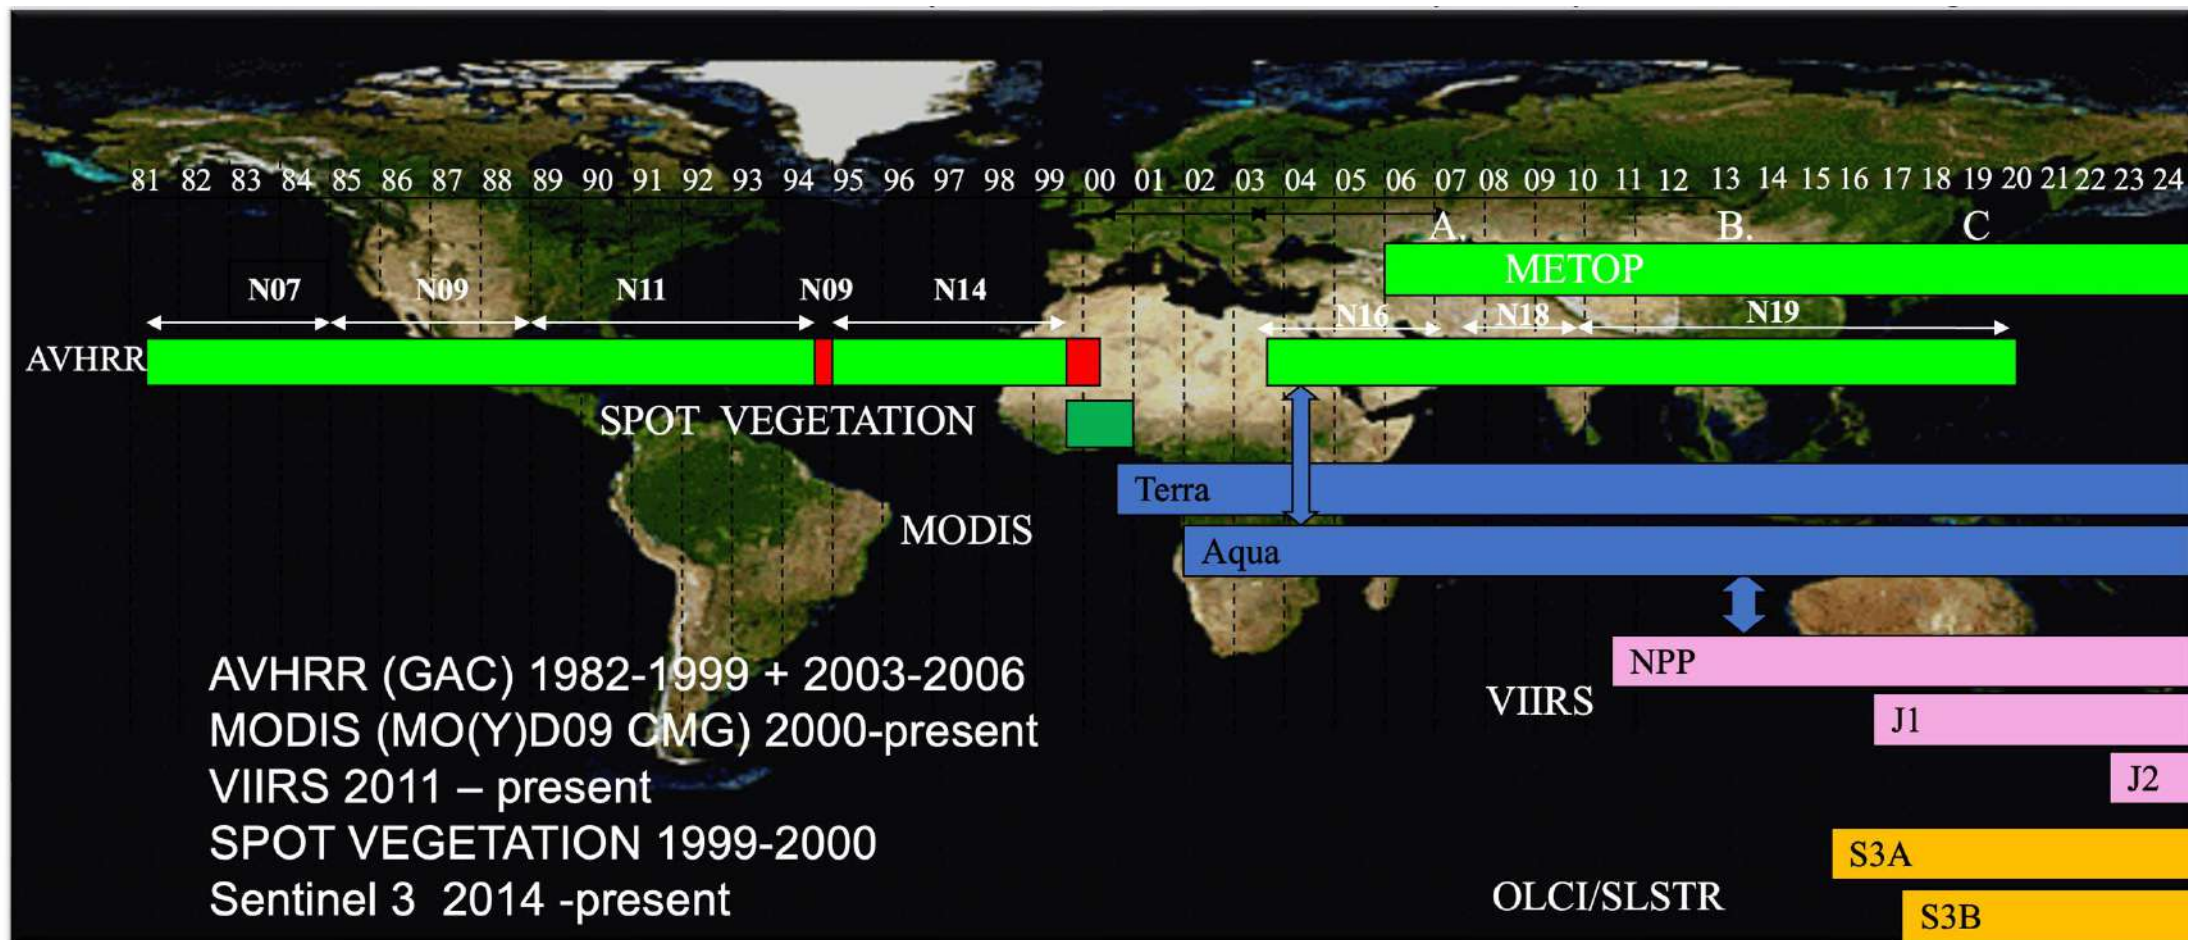 81 82 83 84 85 86 87 88 89 90 91 92 93 94 95 96 97 98 99 00 01 02 03 04 05 06 07 08 09 10 11 12 13 14 15 16 17 18 19 20 21 22 23 24
A. B. C
METOP
N07 N09 N11 N09 N14 N16 N18 N19
AVHRR
SPOT VEGETATION
Terra
MODIS
Aqua
NPP
VIIRS
J1
J2
S3A
OLCI/SLSTR
S3B
AVHRR (GAC) 1982-1999 + 2003-2006
MODIS (MO(Y)D09 CMG) 2000-present
VIIRS 2011 – present
SPOT VEGETATION 1999-2000
Sentinel 3 2014 -present